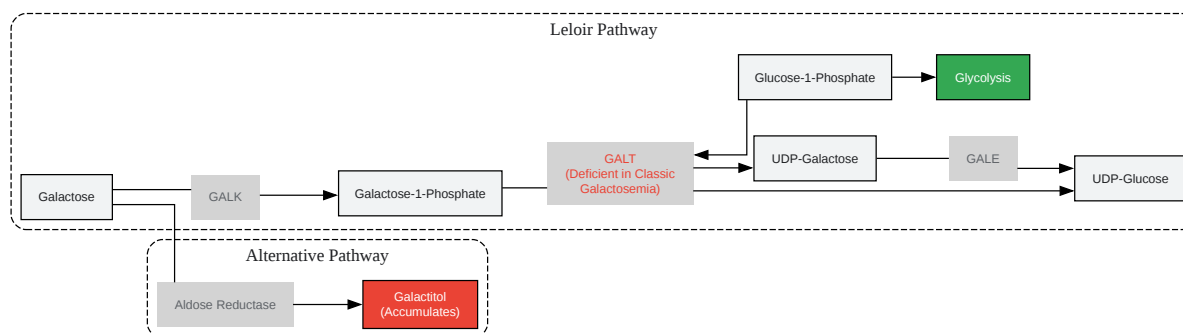 Leloir Pathway
Glucose-1-Phosphate
Glycolysis
GALT
(Deficient in Classic
Galactosemia)
UDP-Galactose
GALE
UDP-Glucose
Galactose
GALK
Galactose-1-Phosphate
Alternative Pathway
Aldose Reductase
Galactitol
(Accumulates)